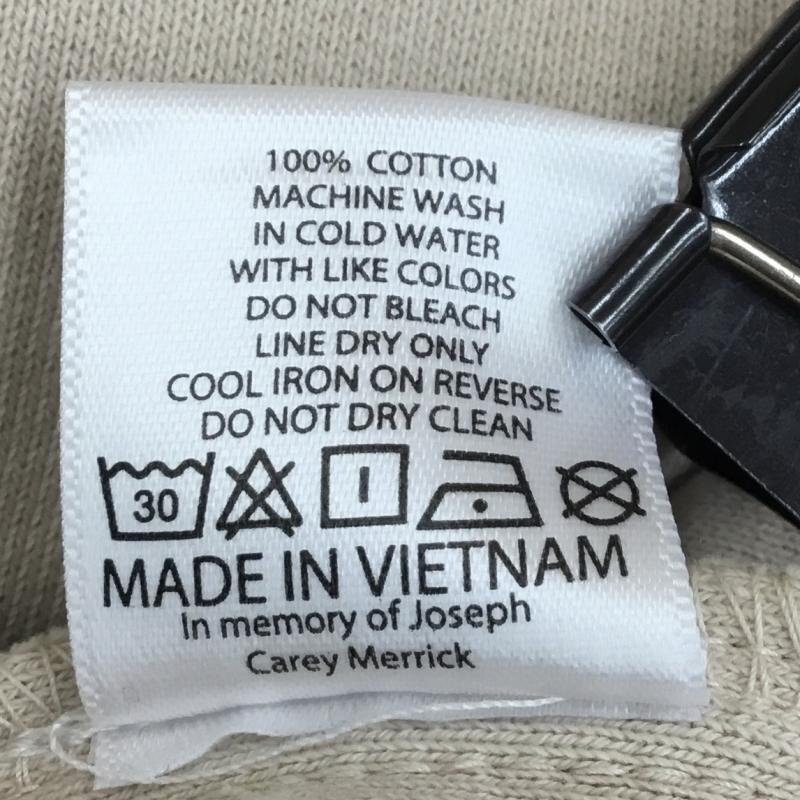 100% COTTON
MACHINE WASH
IN COLD WATER
WITH LIKE COLORS
DO NOT BLEACH
LINE DRY ONLY
COOL IRON ON REVERSE
DO NOT DRY CLEAN
30
MADE IN VIETNAM
In memory of Joseph
Carey Merrick